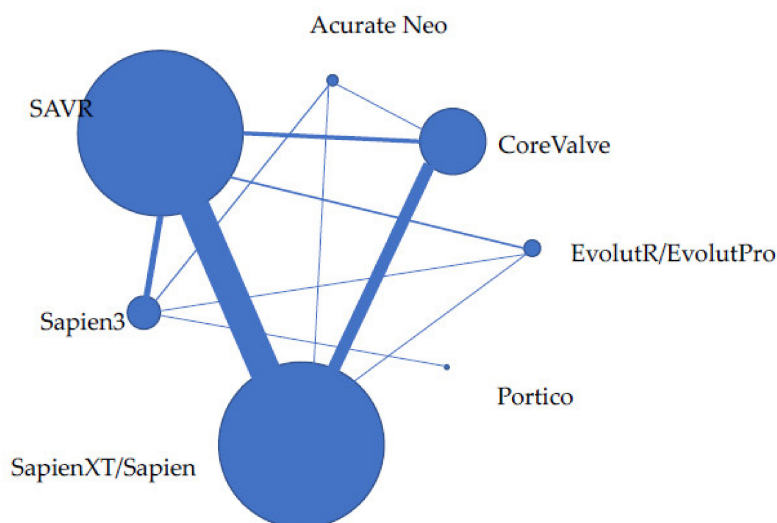 Acurate Neo
SAVR
CoreValve
EvolutR/EvolutPro
Sapien3
Portico
SapienXT/Sapien